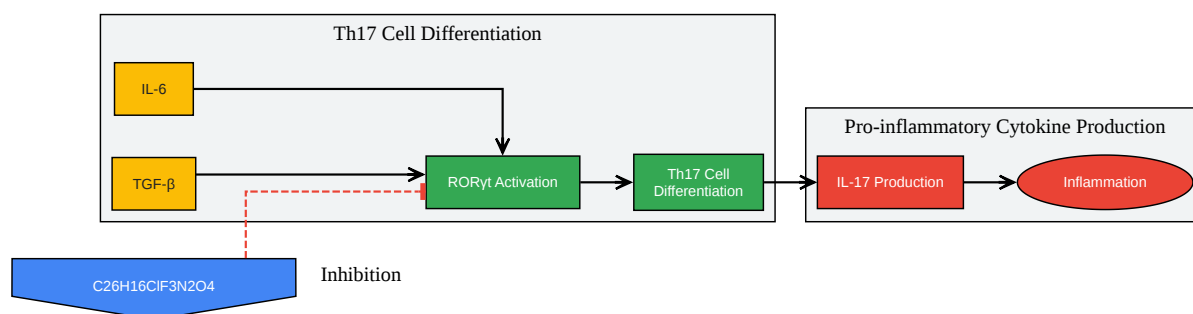 Th17 Cell Differentiation
IL-6
Pro-inflammatory Cytokine Production
TGF-β
RORγt Activation
Th17 Cell
Differentiation
IL-17 Production
Inflammation
C26H16ClF3N2O4
Inhibition